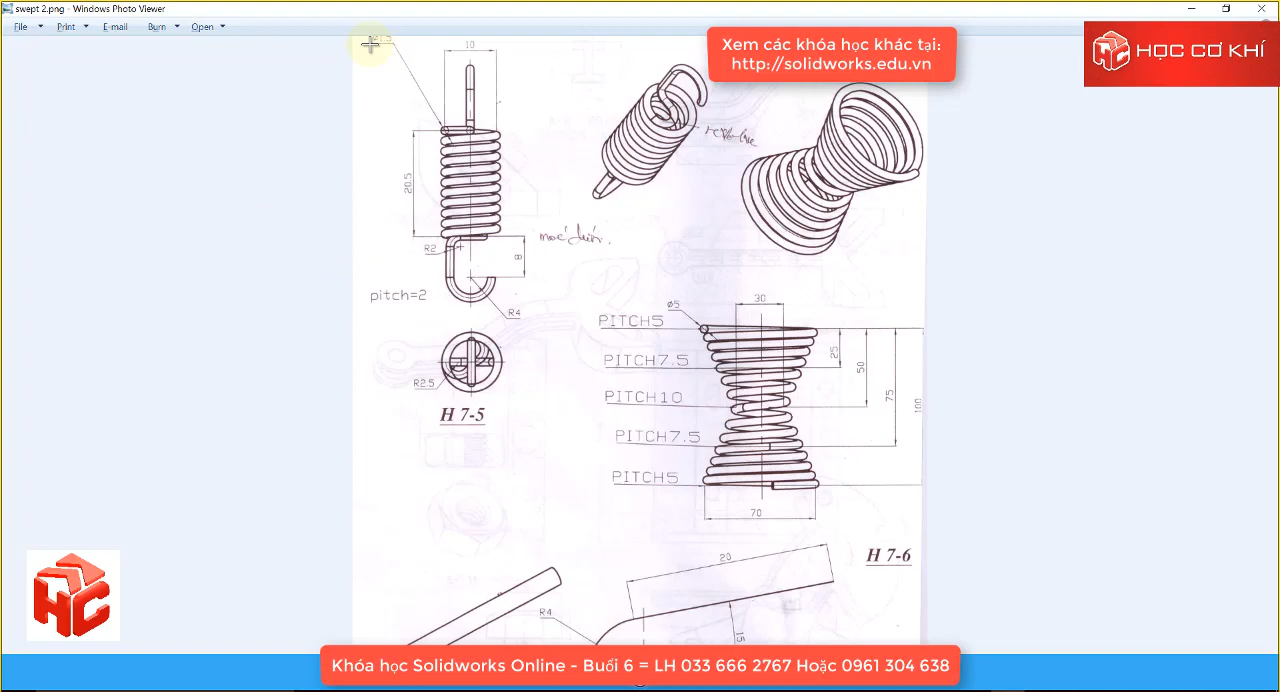 swept 2.png - Windows Photo Viewer
File Print E-mail Burn Open
Xem các khóa học khác tại:
http://solidworks.edu.vn
HỌC CƠ KHÍ
10
20.5
R2
8
pitch=2
R4
R2.5
H 7-5
30
ø5
PITCH5
PITCH7.5
PITCH10
PITCH7.5
PITCH5
25
50
75
100
70
H 7-6
20
R4
15
HC
Khóa học Solidworks Online - Buổi 6 = LH 033 666 2767 Hoặc 0961 304 638